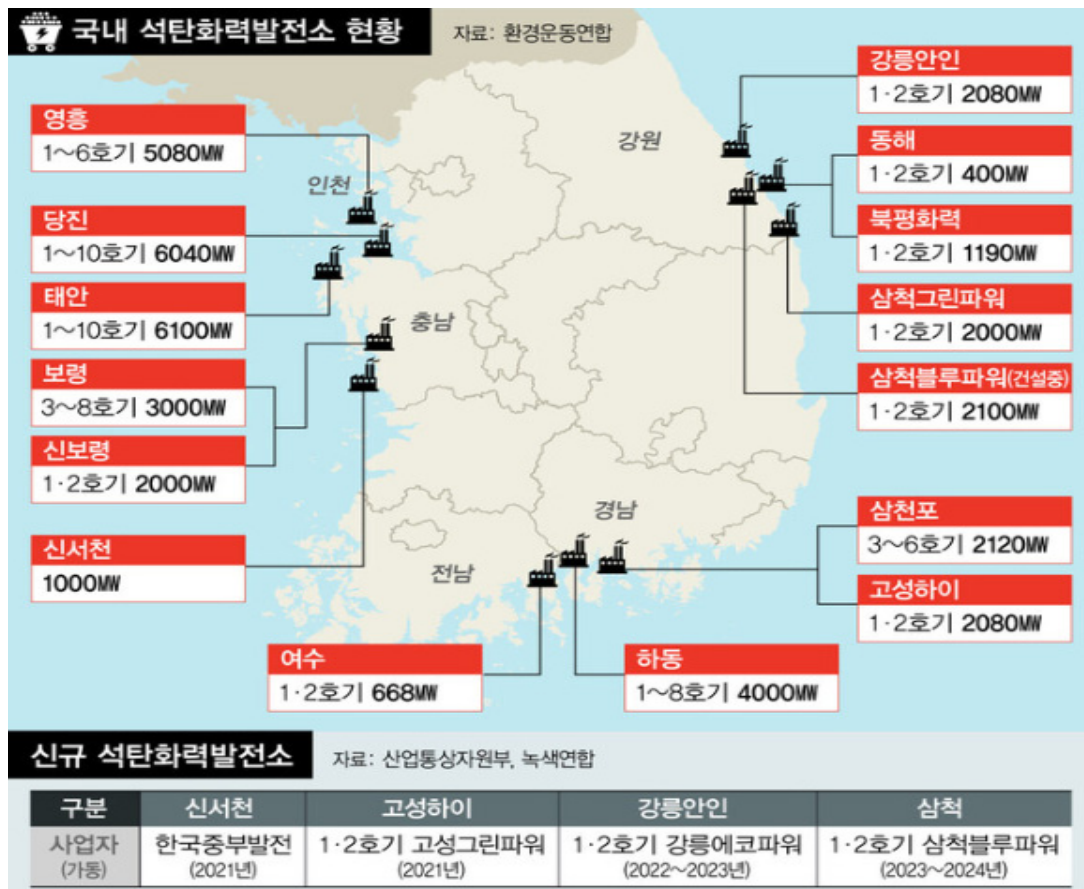 국내 석탄화력발전소 현황
자료: 환경운동연합
영흥
1~6호기 5080㎿
당진
1~10호기 6040㎿
태안
1~10호기 6100㎿
보령
3~8호기 3000㎿
신보령
1·2호기 2000㎿
신서천
1000㎿
인천
충남
전남
강원
경남
강릉안인
1·2호기 2080㎿
동해
1·2호기 400㎿
북평화력
1·2호기 1190㎿
삼척그린파워
1·2호기 2000㎿
삼척블루파워(건설중)
1·2호기 2100㎿
삼천포
3~6호기 2120㎿
고성하이
1·2호기 2080㎿
여수
1·2호기 668㎿
하동
1~8호기 4000㎿
신규 석탄화력발전소
자료: 산업통상자원부, 녹색연합
구분 신서천 고성하이 강릉안인 삼척
사업자 한국중부발전 1·2호기 고성그린파워 1·2호기 강릉에코파워 1·2호기 삼척블루파워
(가동) (2021년) (2021년) (2022~2023년) (2023~2024년)